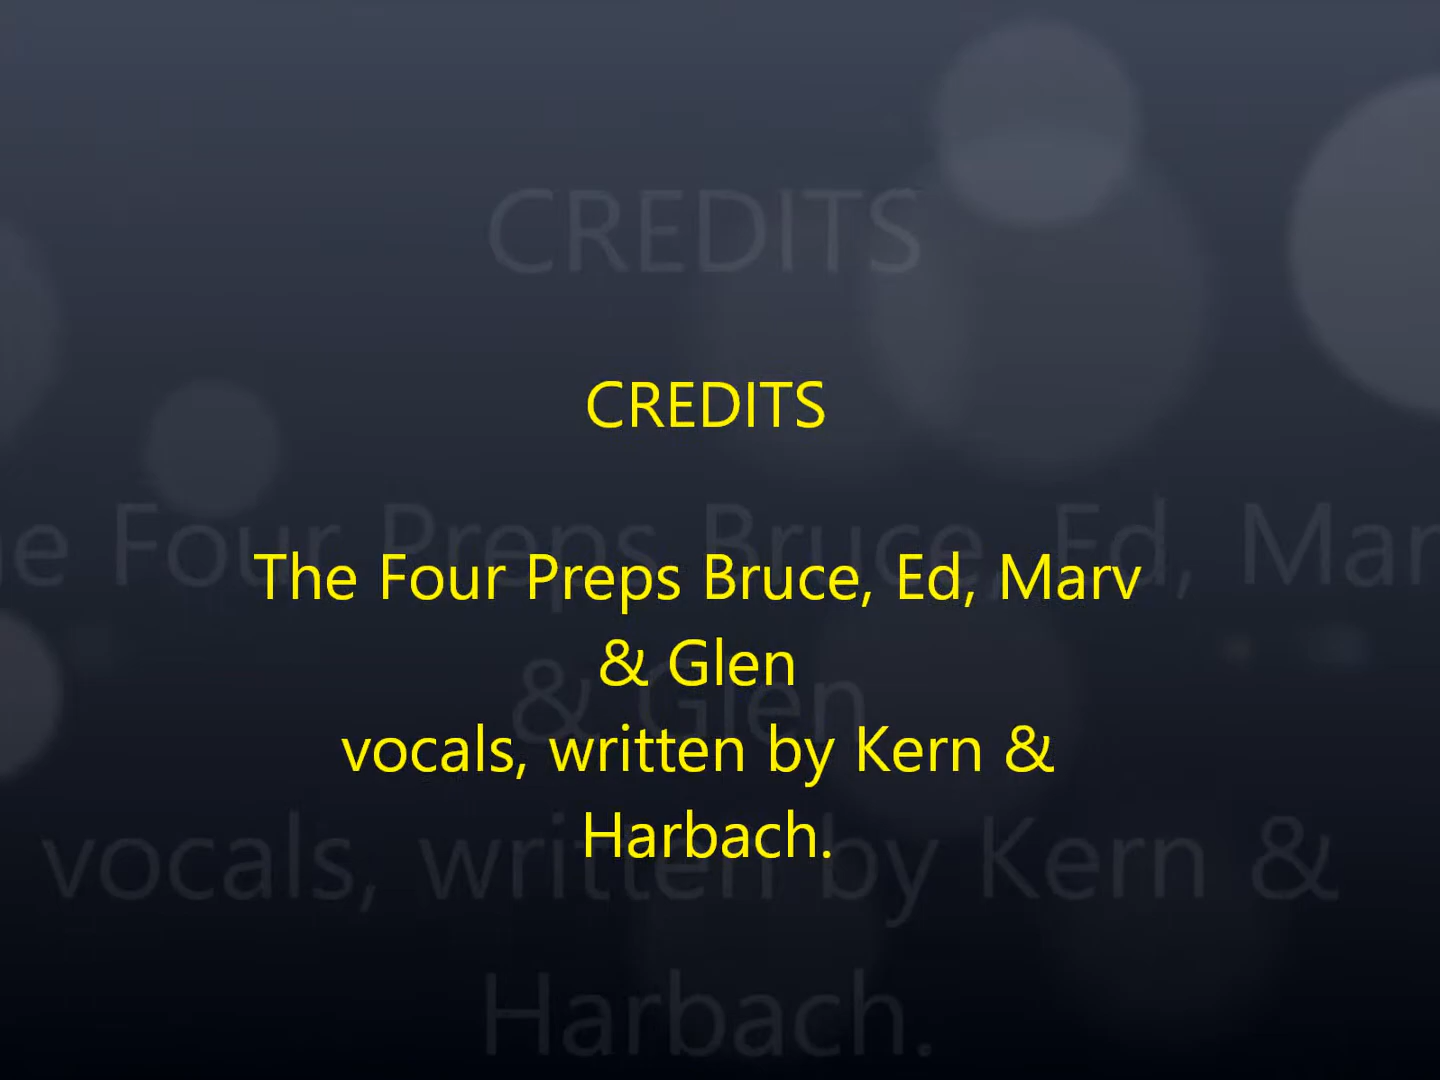 CREDITS
The Four Preps Bruce, Ed, Marv
& Glen
vocals, written by Kern &
Harbach.